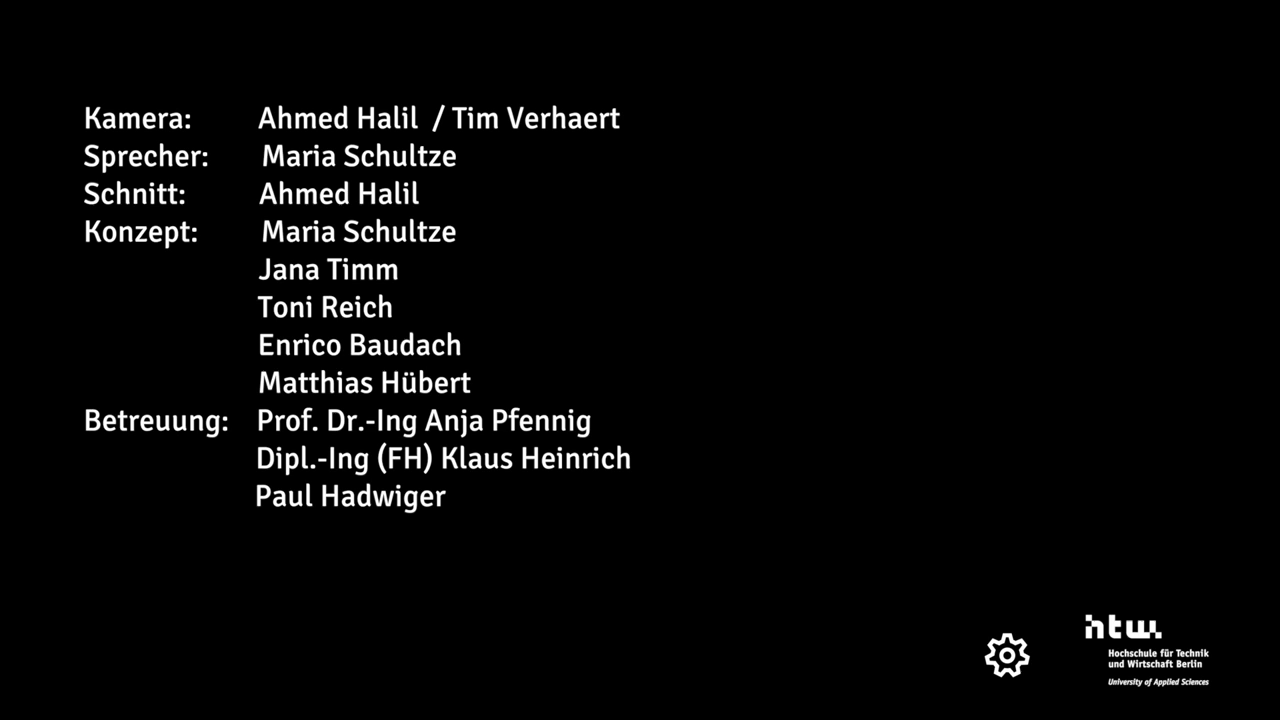 Kamera: Ahmed Halil / Tim Verhaert
Sprecher: Maria Schultze
Schnitt: Ahmed Halil
Konzept: Maria Schultze
Jana Timm
Toni Reich
Enrico Baudach
Matthias Hübert
Betreuung: Prof. Dr.-Ing Anja Pfennig
Dipl.-Ing (FH) Klaus Heinrich
Paul Hadwiger
htw.
Hochschule für Technik
und Wirtschaft Berlin
University of Applied Sciences